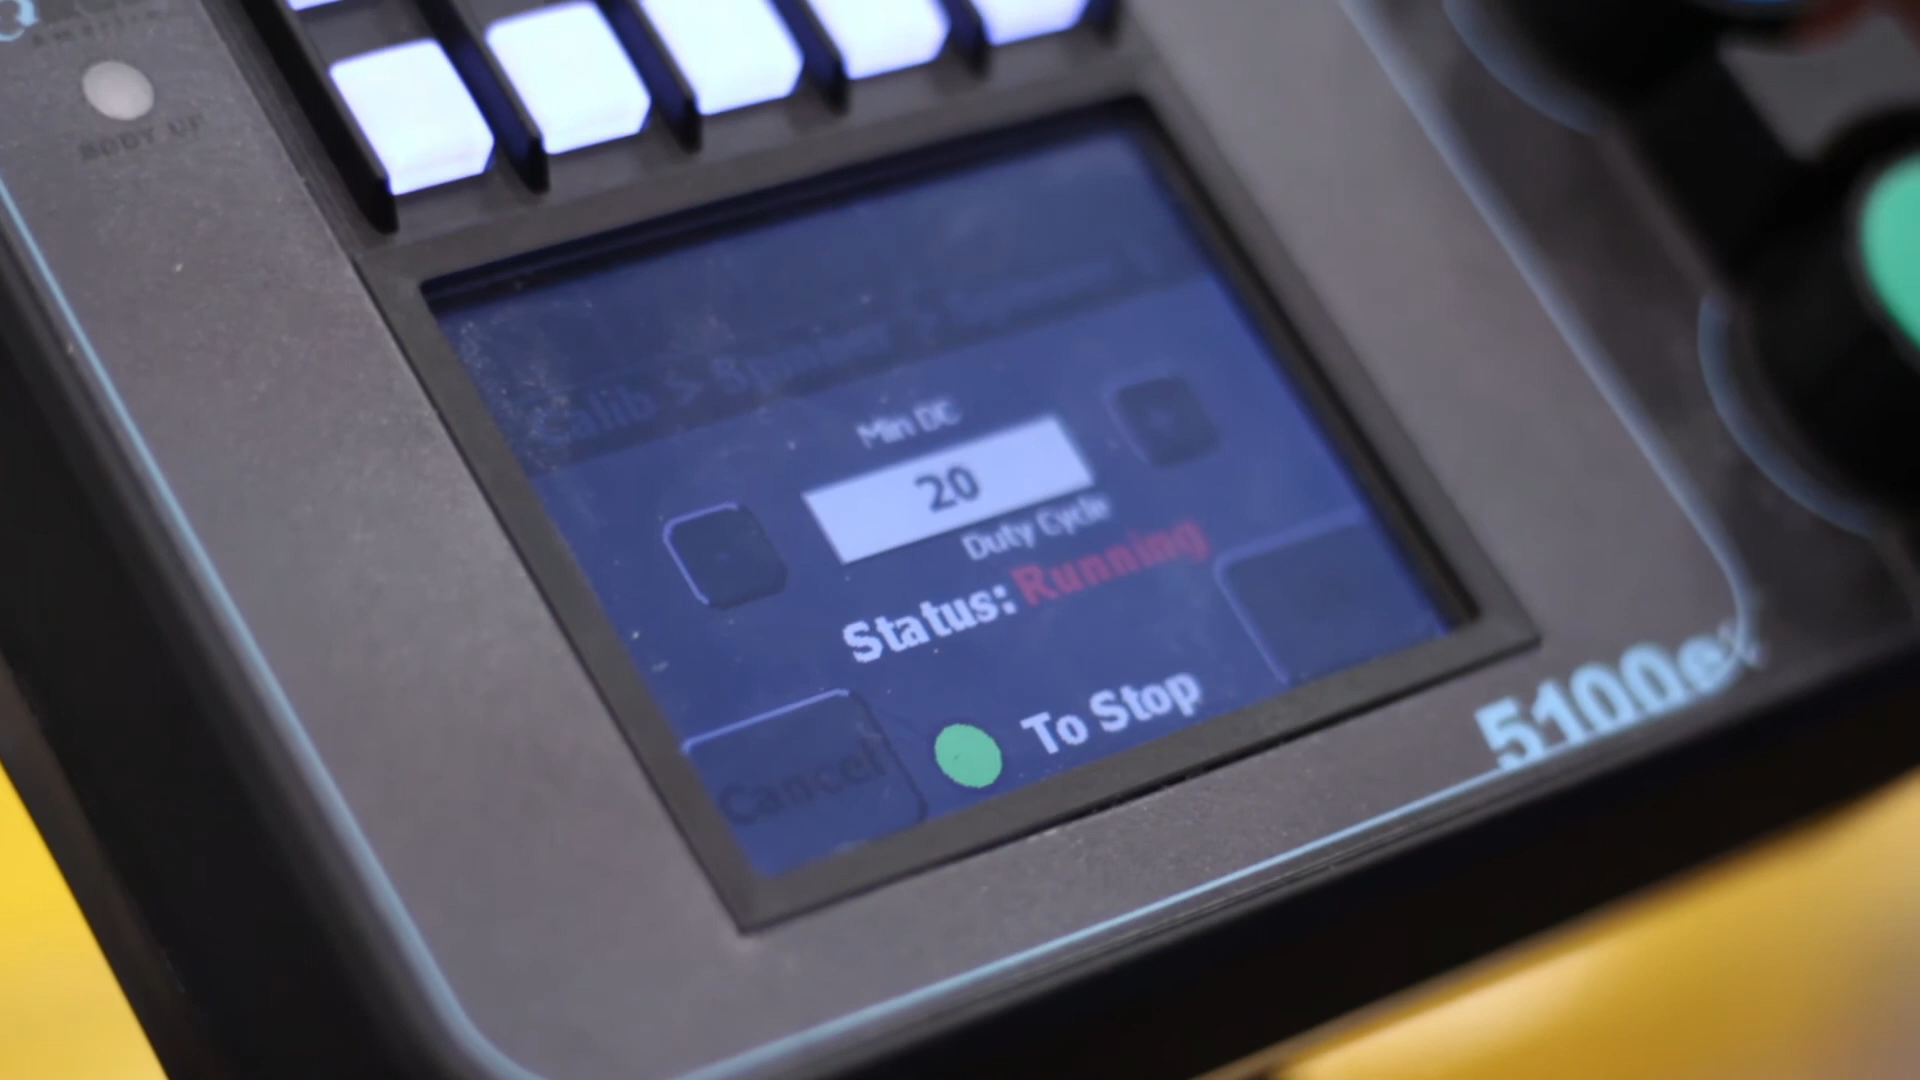 BODY UP
Calib > Spinner >
Min DC
20
Duty Cycle
Status: Running
To Stop
Cancel
5100ex